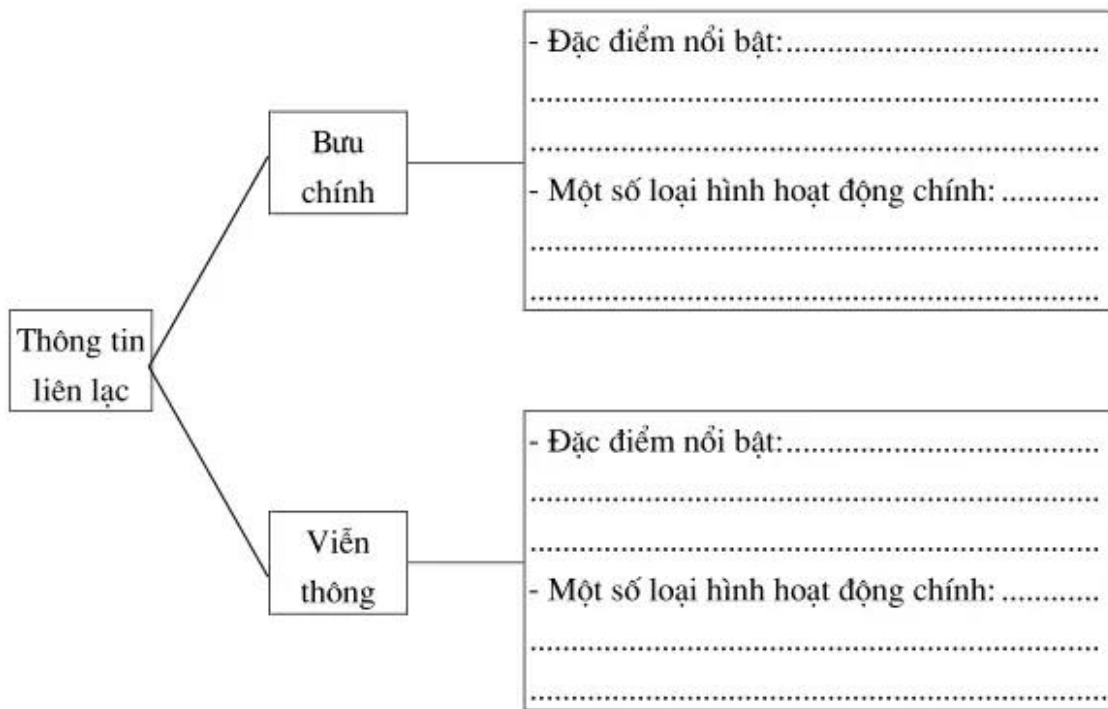 Thông tin
liên lạc
Bưu
chính
- Đặc điểm nổi bật:.......................................
........................................................................
........................................................................
- Một số loại hình hoạt động chính: ............
........................................................................
........................................................................
Viễn
thông
- Đặc điểm nổi bật:.......................................
........................................................................
........................................................................
- Một số loại hình hoạt động chính: ............
........................................................................
........................................................................